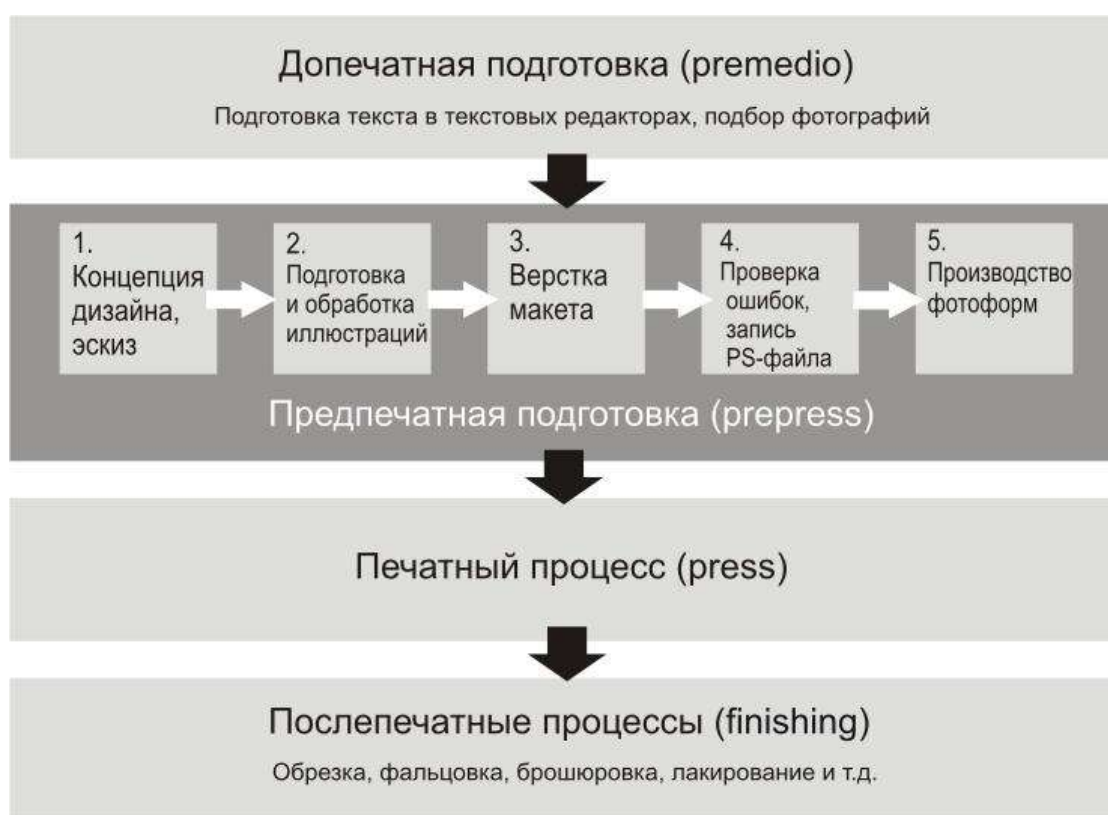 Допечатная подготовка (premedio)
Подготовка текста в текстовых редакторах, подбор фотографий
1.
Концепция
дизайна,
эскиз
2.
Подготовка
и обработка
иллюстраций
3.
Верстка
макета
4.
Проверка
ошибок,
запись
PS-файла
5.
Производство
фотоформ
Предпечатная подготовка (prepress)
Печатный процесс (press)
Послепечатные процессы (finishing)
Обрезка, фальцовка, брошюровка, лакирование и т.д.